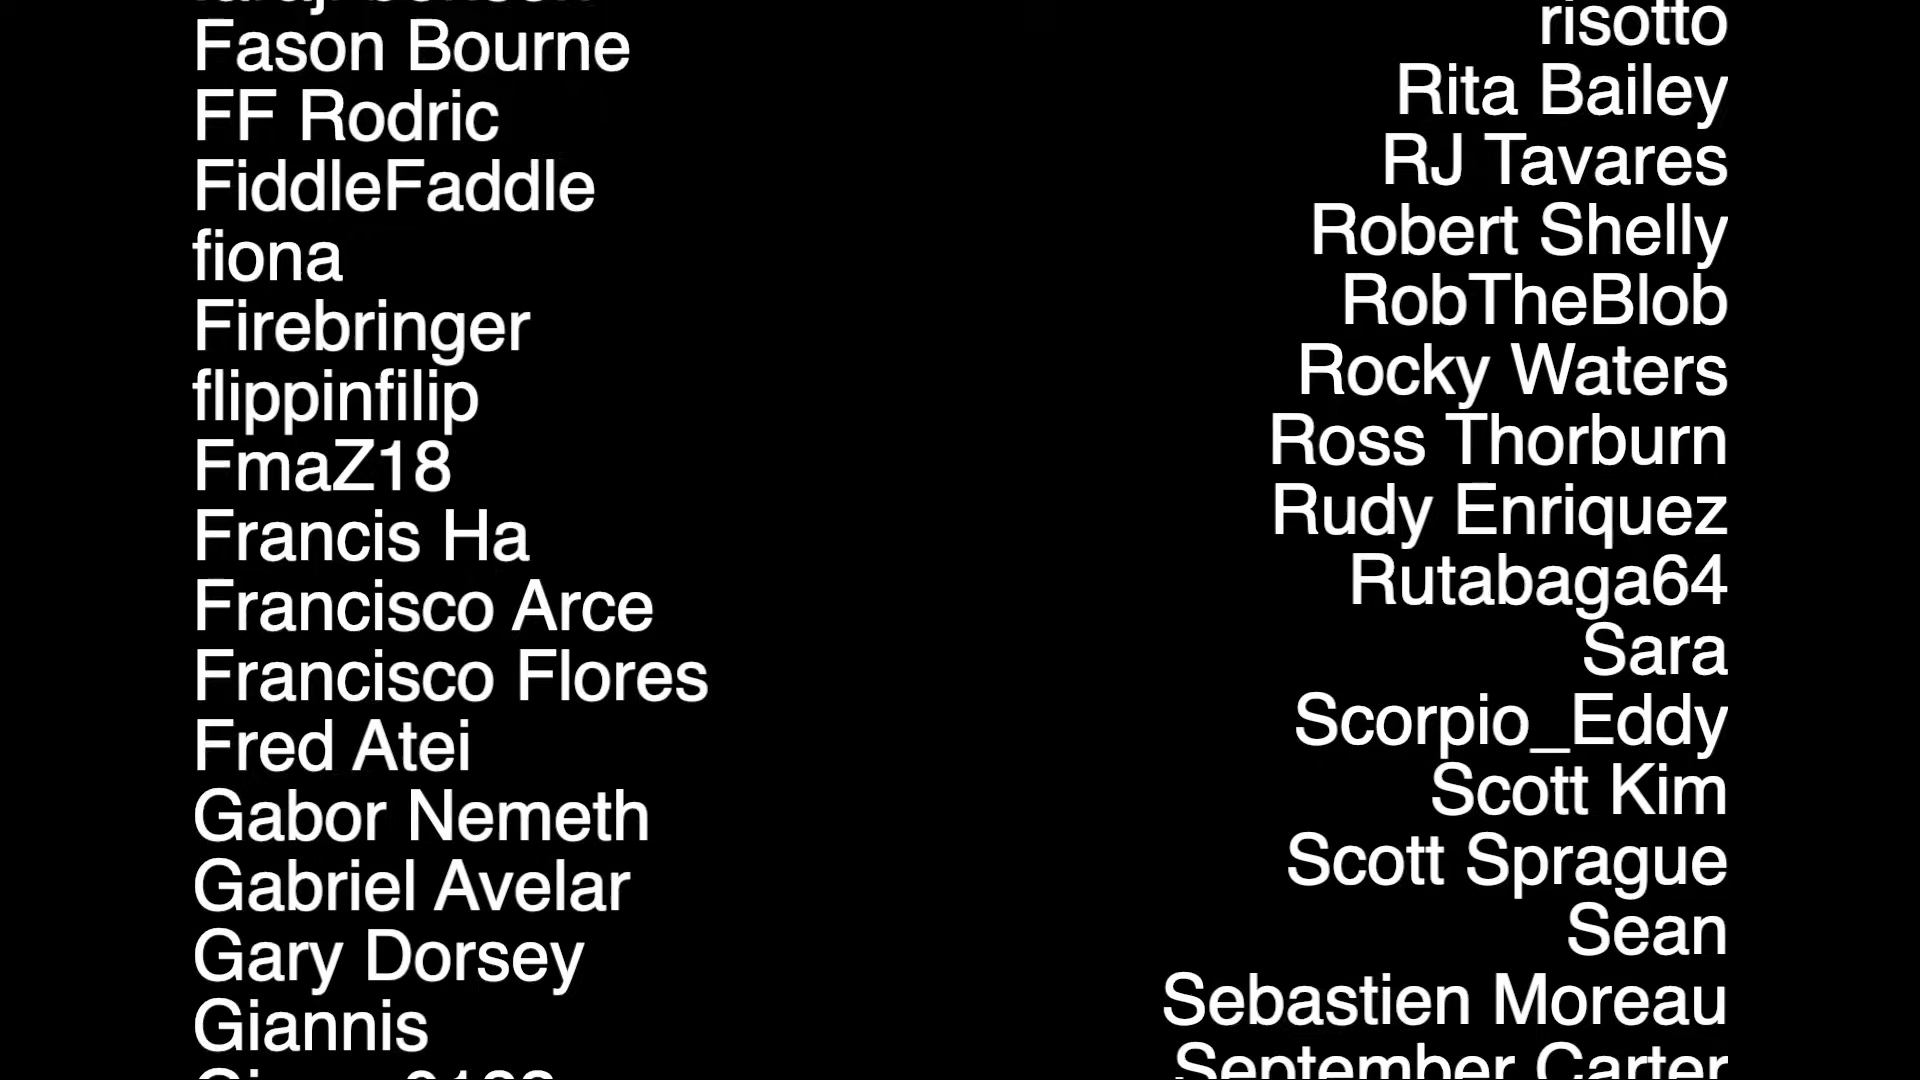 Fason Bourne
FF Rodric
FiddleFaddle
fiona
Firebringer
flippinfilip
FmaZ18
Francis Ha
Francisco Arce
Francisco Flores
Fred Atei
Gabor Nemeth
Gabriel Avelar
Gary Dorsey
Giannis
risotto
Rita Bailey
RJ Tavares
Robert Shelly
RobTheBlob
Rocky Waters
Ross Thorburn
Rudy Enriquez
Rutabaga64
Sara
Scorpio_Eddy
Scott Kim
Scott Sprague
Sean
Sebastien Moreau
September Carter